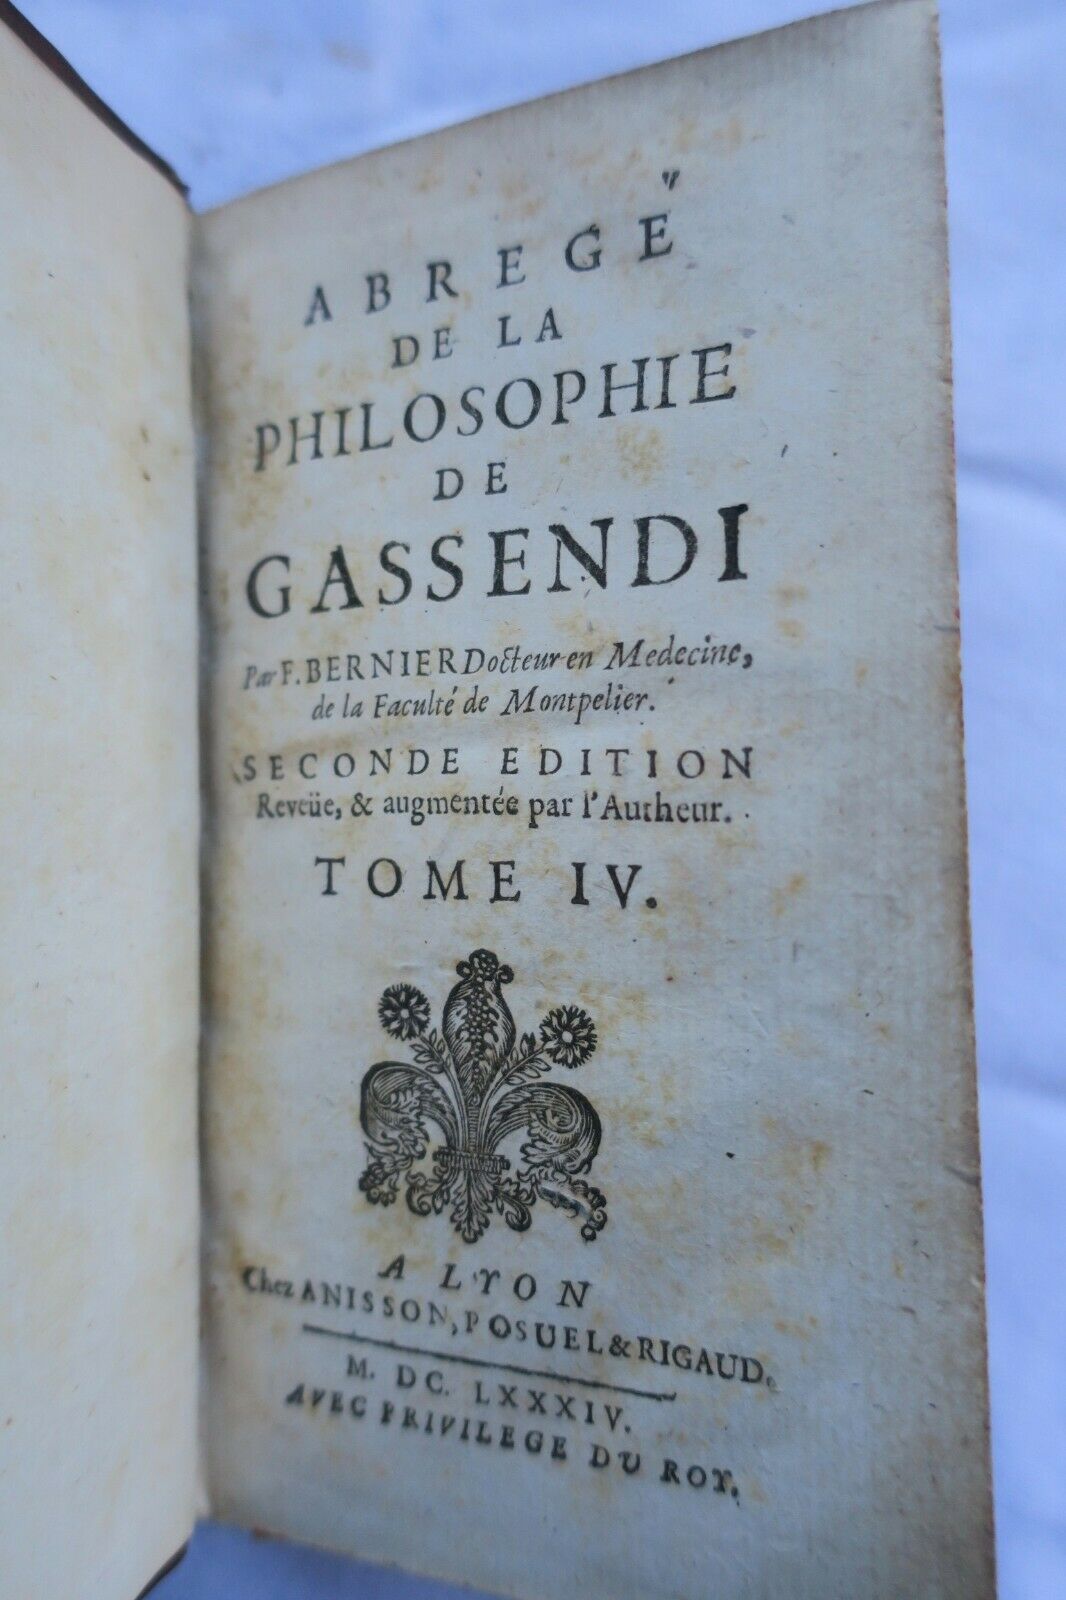 ABREGÉ
DE LA
PHILOSOPHIE
DE
GASSENDI
Par F. BERNIER Docteur en Medecine,
de la Faculté de Montpelier.
SECONDE EDITION
Reveüe, & augmentée par l'Autheur.
TOME IV.
A LYON
Chez ANISSON, POSUEL & RIGAUD.
M. DC. LXXXIV.
AVEC PRIVILEGE DU ROY.